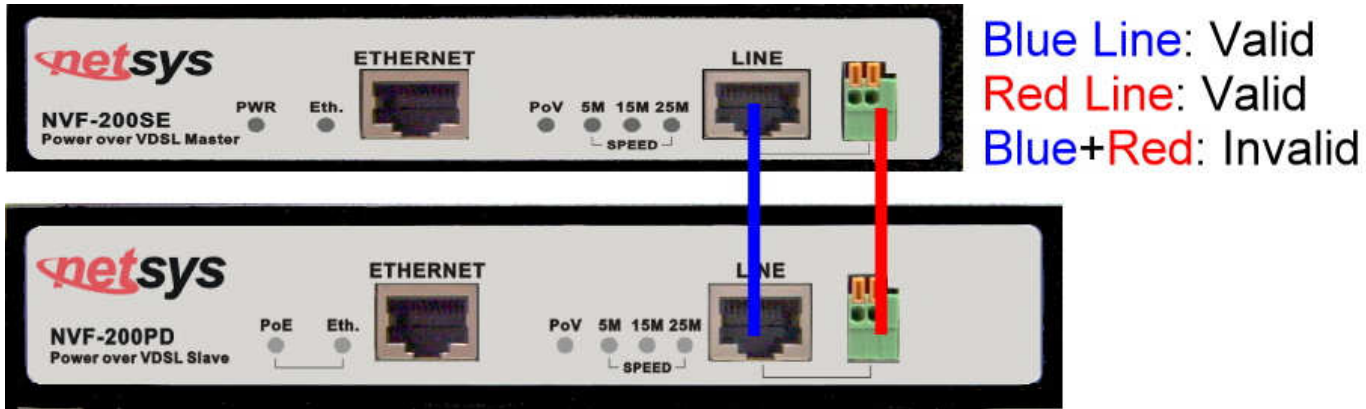 netsys
ETHERNET
LINE
PWR Eth.
PoV 5M 15M 25M
SPEED
NVF-200SE
Power over VDSL Master
Blue Line: Valid
Red Line: Valid
Blue+Red: Invalid
netsys
ETHERNET
LINE
PoE Eth.
PoV 5M 15M 25M
SPEED
NVF-200PD
Power over VDSL Slave